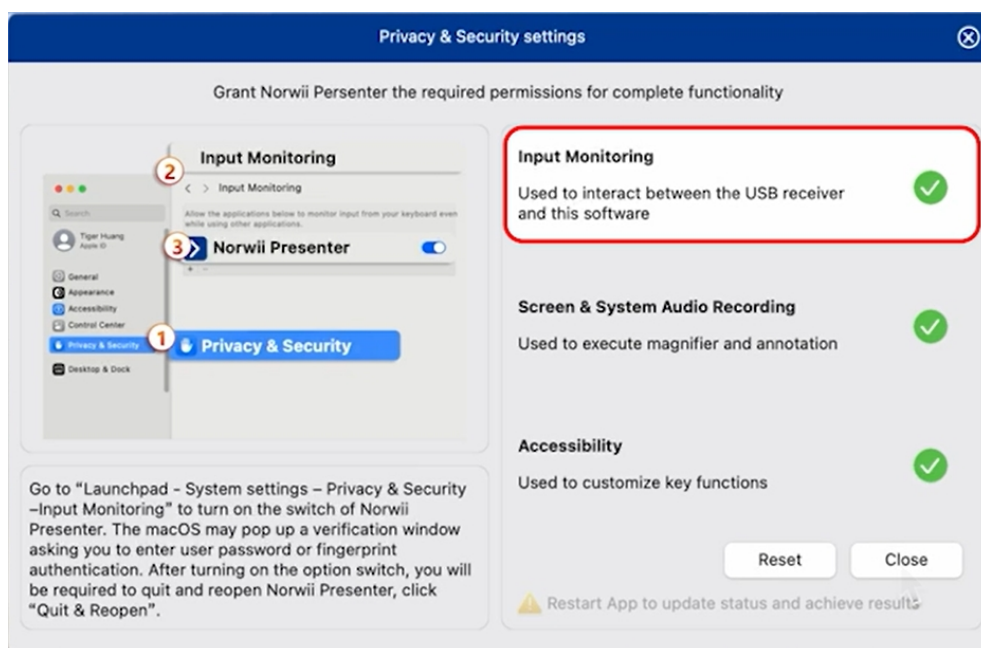 Privacy & Security settings
Grant Norwii Persenter the required permissions for complete functionality
Input Monitoring
2
Input Monitoring
Search
Allow the applications below to monitor input from your keyboard even
while using other applications.
Tiger Huang
Apple ID
3
Norwii Presenter
+ −
General
Appearance
Accessibility
Control Center
1
Privacy & Security
Privacy & Security
Desktop & Dock
Go to “Launchpad - System settings – Privacy & Security
–Input Monitoring” to turn on the switch of Norwii
Presenter. The macOS may pop up a verification window
asking you to enter user password or fingerprint
authentication. After turning on the option switch, you will
be required to quit and reopen Norwii Presenter, click
“Quit & Reopen”.
Input Monitoring
Used to interact between the USB receiver
and this software
Screen & System Audio Recording
Used to execute magnifier and annotation
Accessibility
Used to customize key functions
Reset
Close
Restart App to update status and achieve results